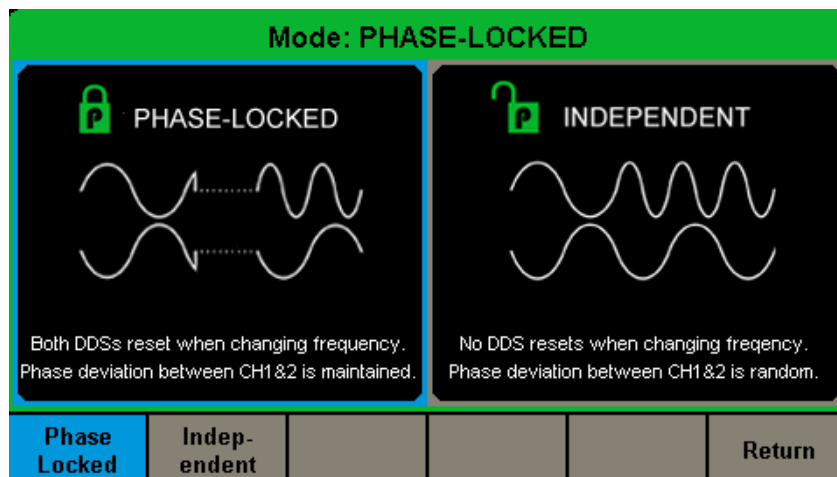 Mode: PHASE-LOCKED
P PHASE-LOCKED
Both DDSs reset when changing frequency.
Phase deviation between CH1&2 is maintained.
P INDEPENDENT
No DDS resets when changing freqency.
Phase deviation between CH1&2 is random.
Phase
Locked
Indep-
endent
Return